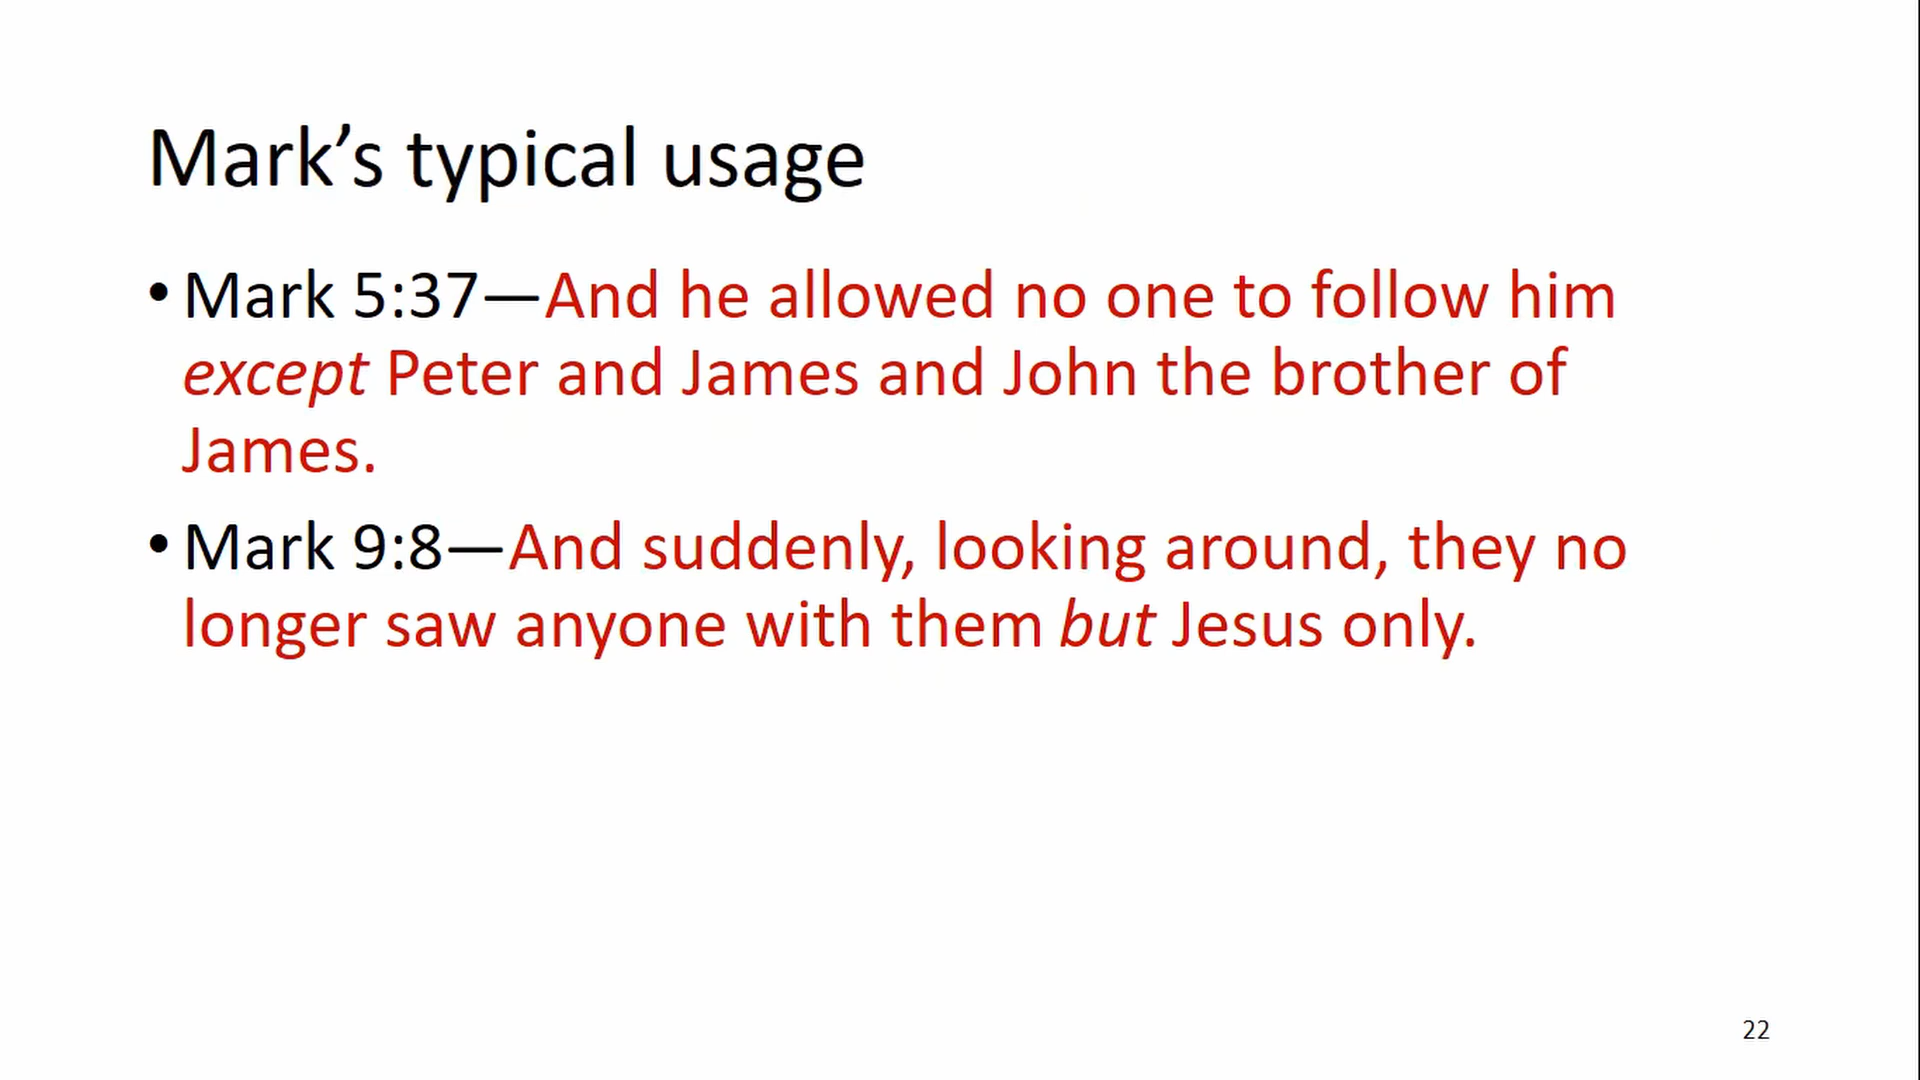 Mark’s typical usage
• Mark 5:37—And he allowed no one to follow him
except Peter and James and John the brother of
James.
• Mark 9:8—And suddenly, looking around, they no
longer saw anyone with them but Jesus only.
22